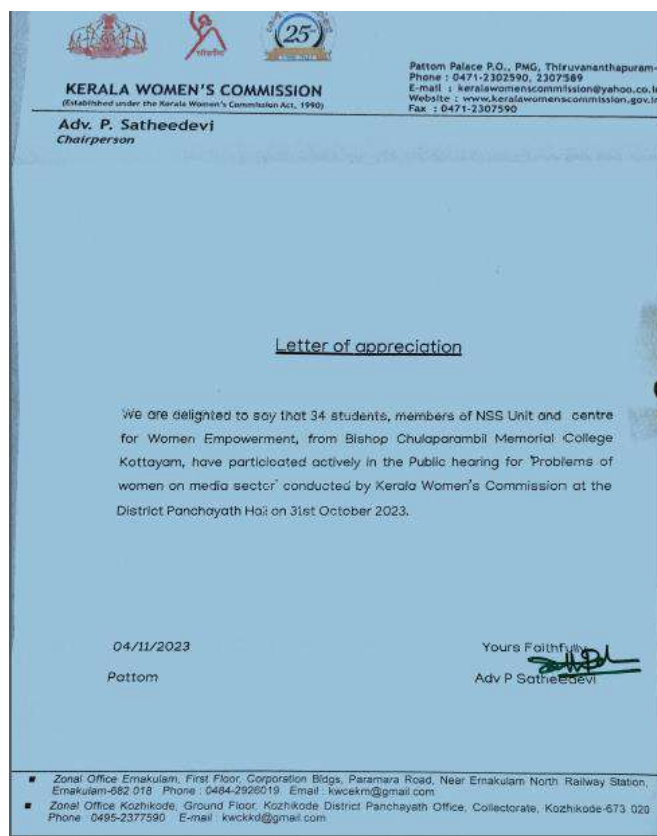 25
KERALA WOMEN'S COMMISSION
(Established under the Kerala Women's Commission Act, 1990)
Adv. P. Satheedevi
Chairperson
Pattom Palace P.O., PMG, Thiruvananthapuram-
Phone : 0471-2302590, 2307589
E-mail : keralawomenscommission@yahoo.co.in
Website : www.keralawomenscommission.gov.in
Fax : 0471-2307590
Letter of appreciation
We are delighted to say that 34 students, members of NSS Unit and centre
for Women Empowerment, from Bishop Chulaparambil Memorial College
Kottayam, have participated actively in the Public hearing for 'Problems of
women on media sector' conducted by Kerala Women's Commission at the
District Panchayath Hall on 31st October 2023.
04/11/2023
Pattom
Yours Faithfully
Adv P Satheedevi
Zonal Office Ernakulam, First Floor, Corporation Bldgs, Paramara Road, Near Ernakulam North Railway Station,
Ernakulam-682 018 Phone : 0484-2926019 Email : kwcekm@gmail.com
Zonal Office Kozhikode, Ground Floor, Kozhikode District Panchayath Office, Collectorate, Kozhikode-673 020
Phone 0495-2377590 E-mail : kwckkd@gmail.com